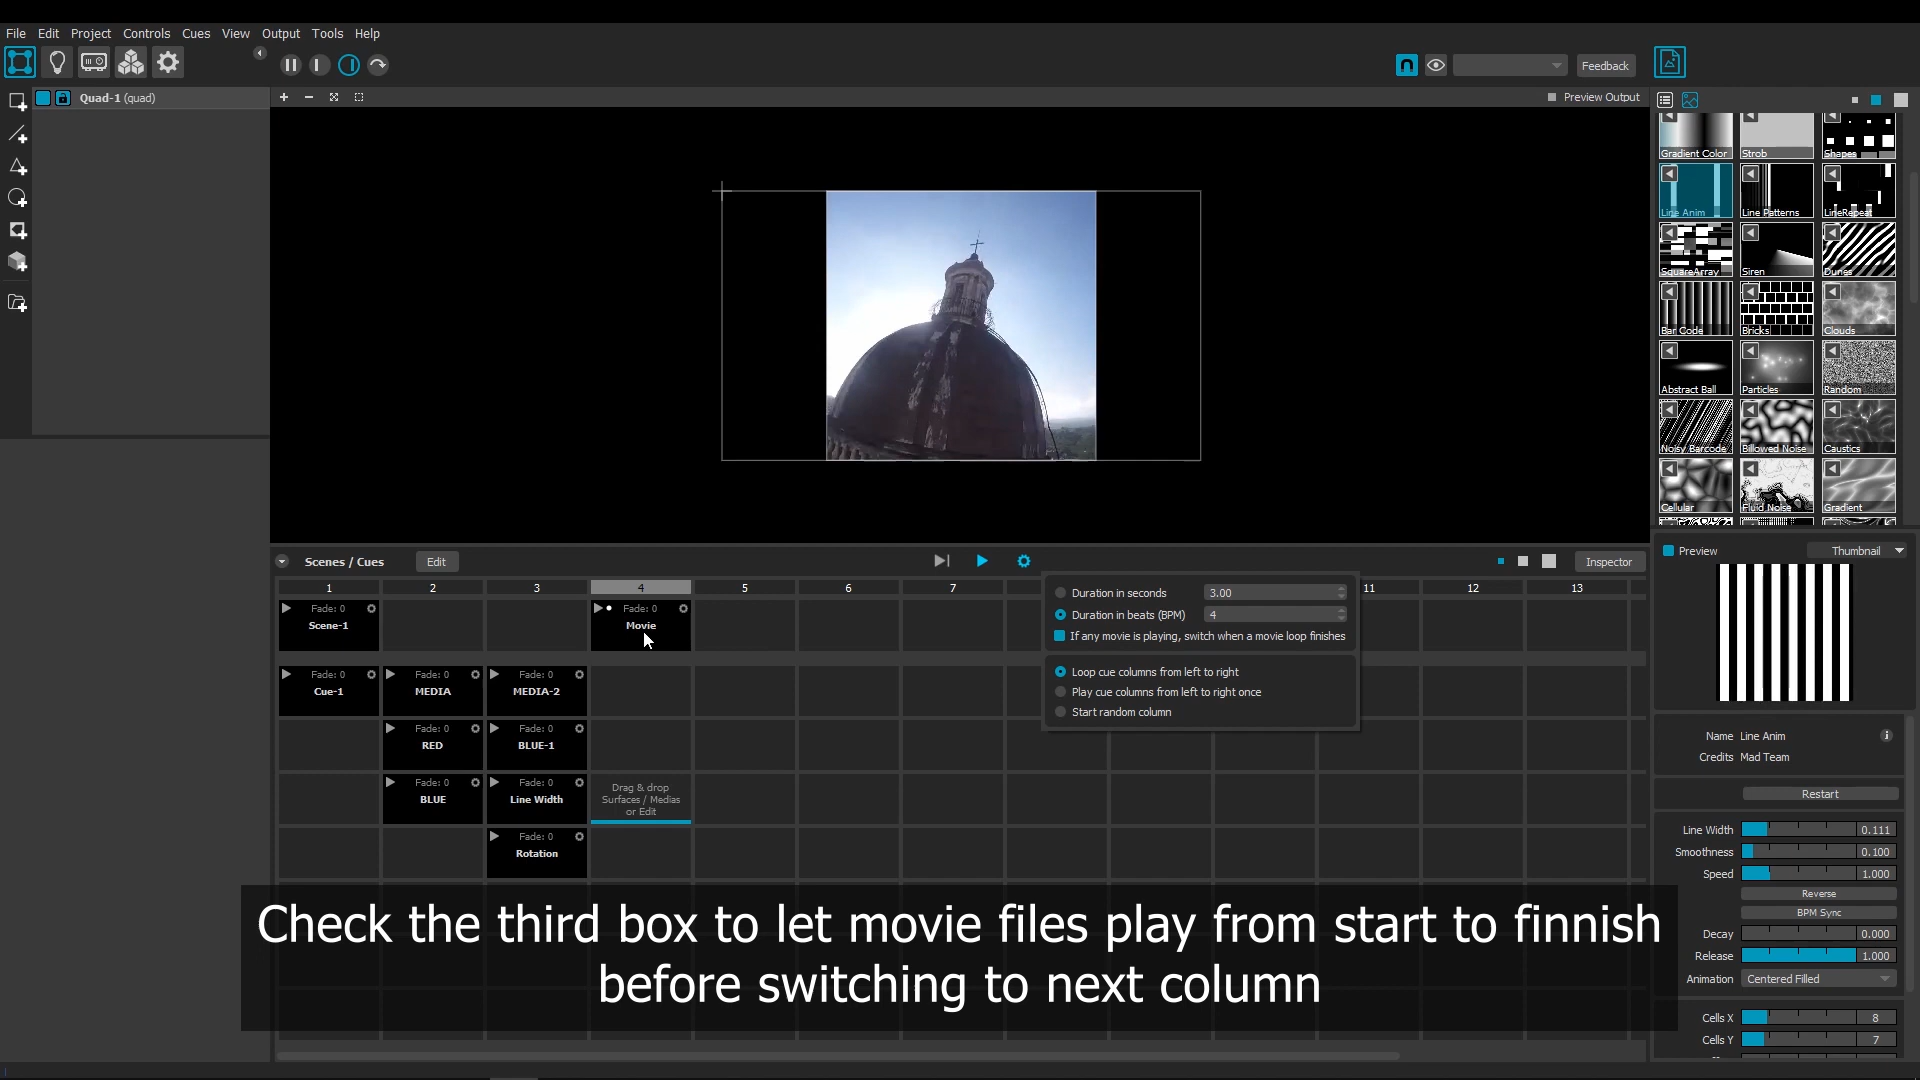 File Edit Project Controls Cues View Output Tools Help
Feedback
Quad-1 (quad)
Preview Output
Gradient Color Strob Shapes
Line Anim Line Patterns LineRepeat
SquareArray Siren Dunes
Bar Code Bricks Clouds
Abstract Ball Particles Random
Noisy Barcode Billowed Noise Caustics
Cellular Fluid Noise Gradient
Scenes / Cues Edit Inspector
1 2 3 4 5 6 7 11 12 13
Fade: 0 Fade: 0
Scene-1 Movie
Fade: 0 Fade: 0 Fade: 0
Cue-1 MEDIA MEDIA-2
Fade: 0 Fade: 0
RED BLUE-1
Fade: 0 Fade: 0
BLUE Line Width
Drag & drop
Surfaces / Medias
or Edit
Fade: 0
Rotation
Duration in seconds 3.00
Duration in beats (BPM) 4
If any movie is playing, switch when a movie loop finishes
Loop cue columns from left to right
Play cue columns from left to right once
Start random column
Preview Thumbnail
Name Line Anim
Credits Mad Team
Restart
Line Width 0.111
Smoothness 0.100
Speed 1.000
Reverse
BPM Sync
Decay 0.000
Release 1.000
Animation Centered Filled
Cells X 8
Cells Y 7
Check the third box to let movie files play from start to finnish
before switching to next column